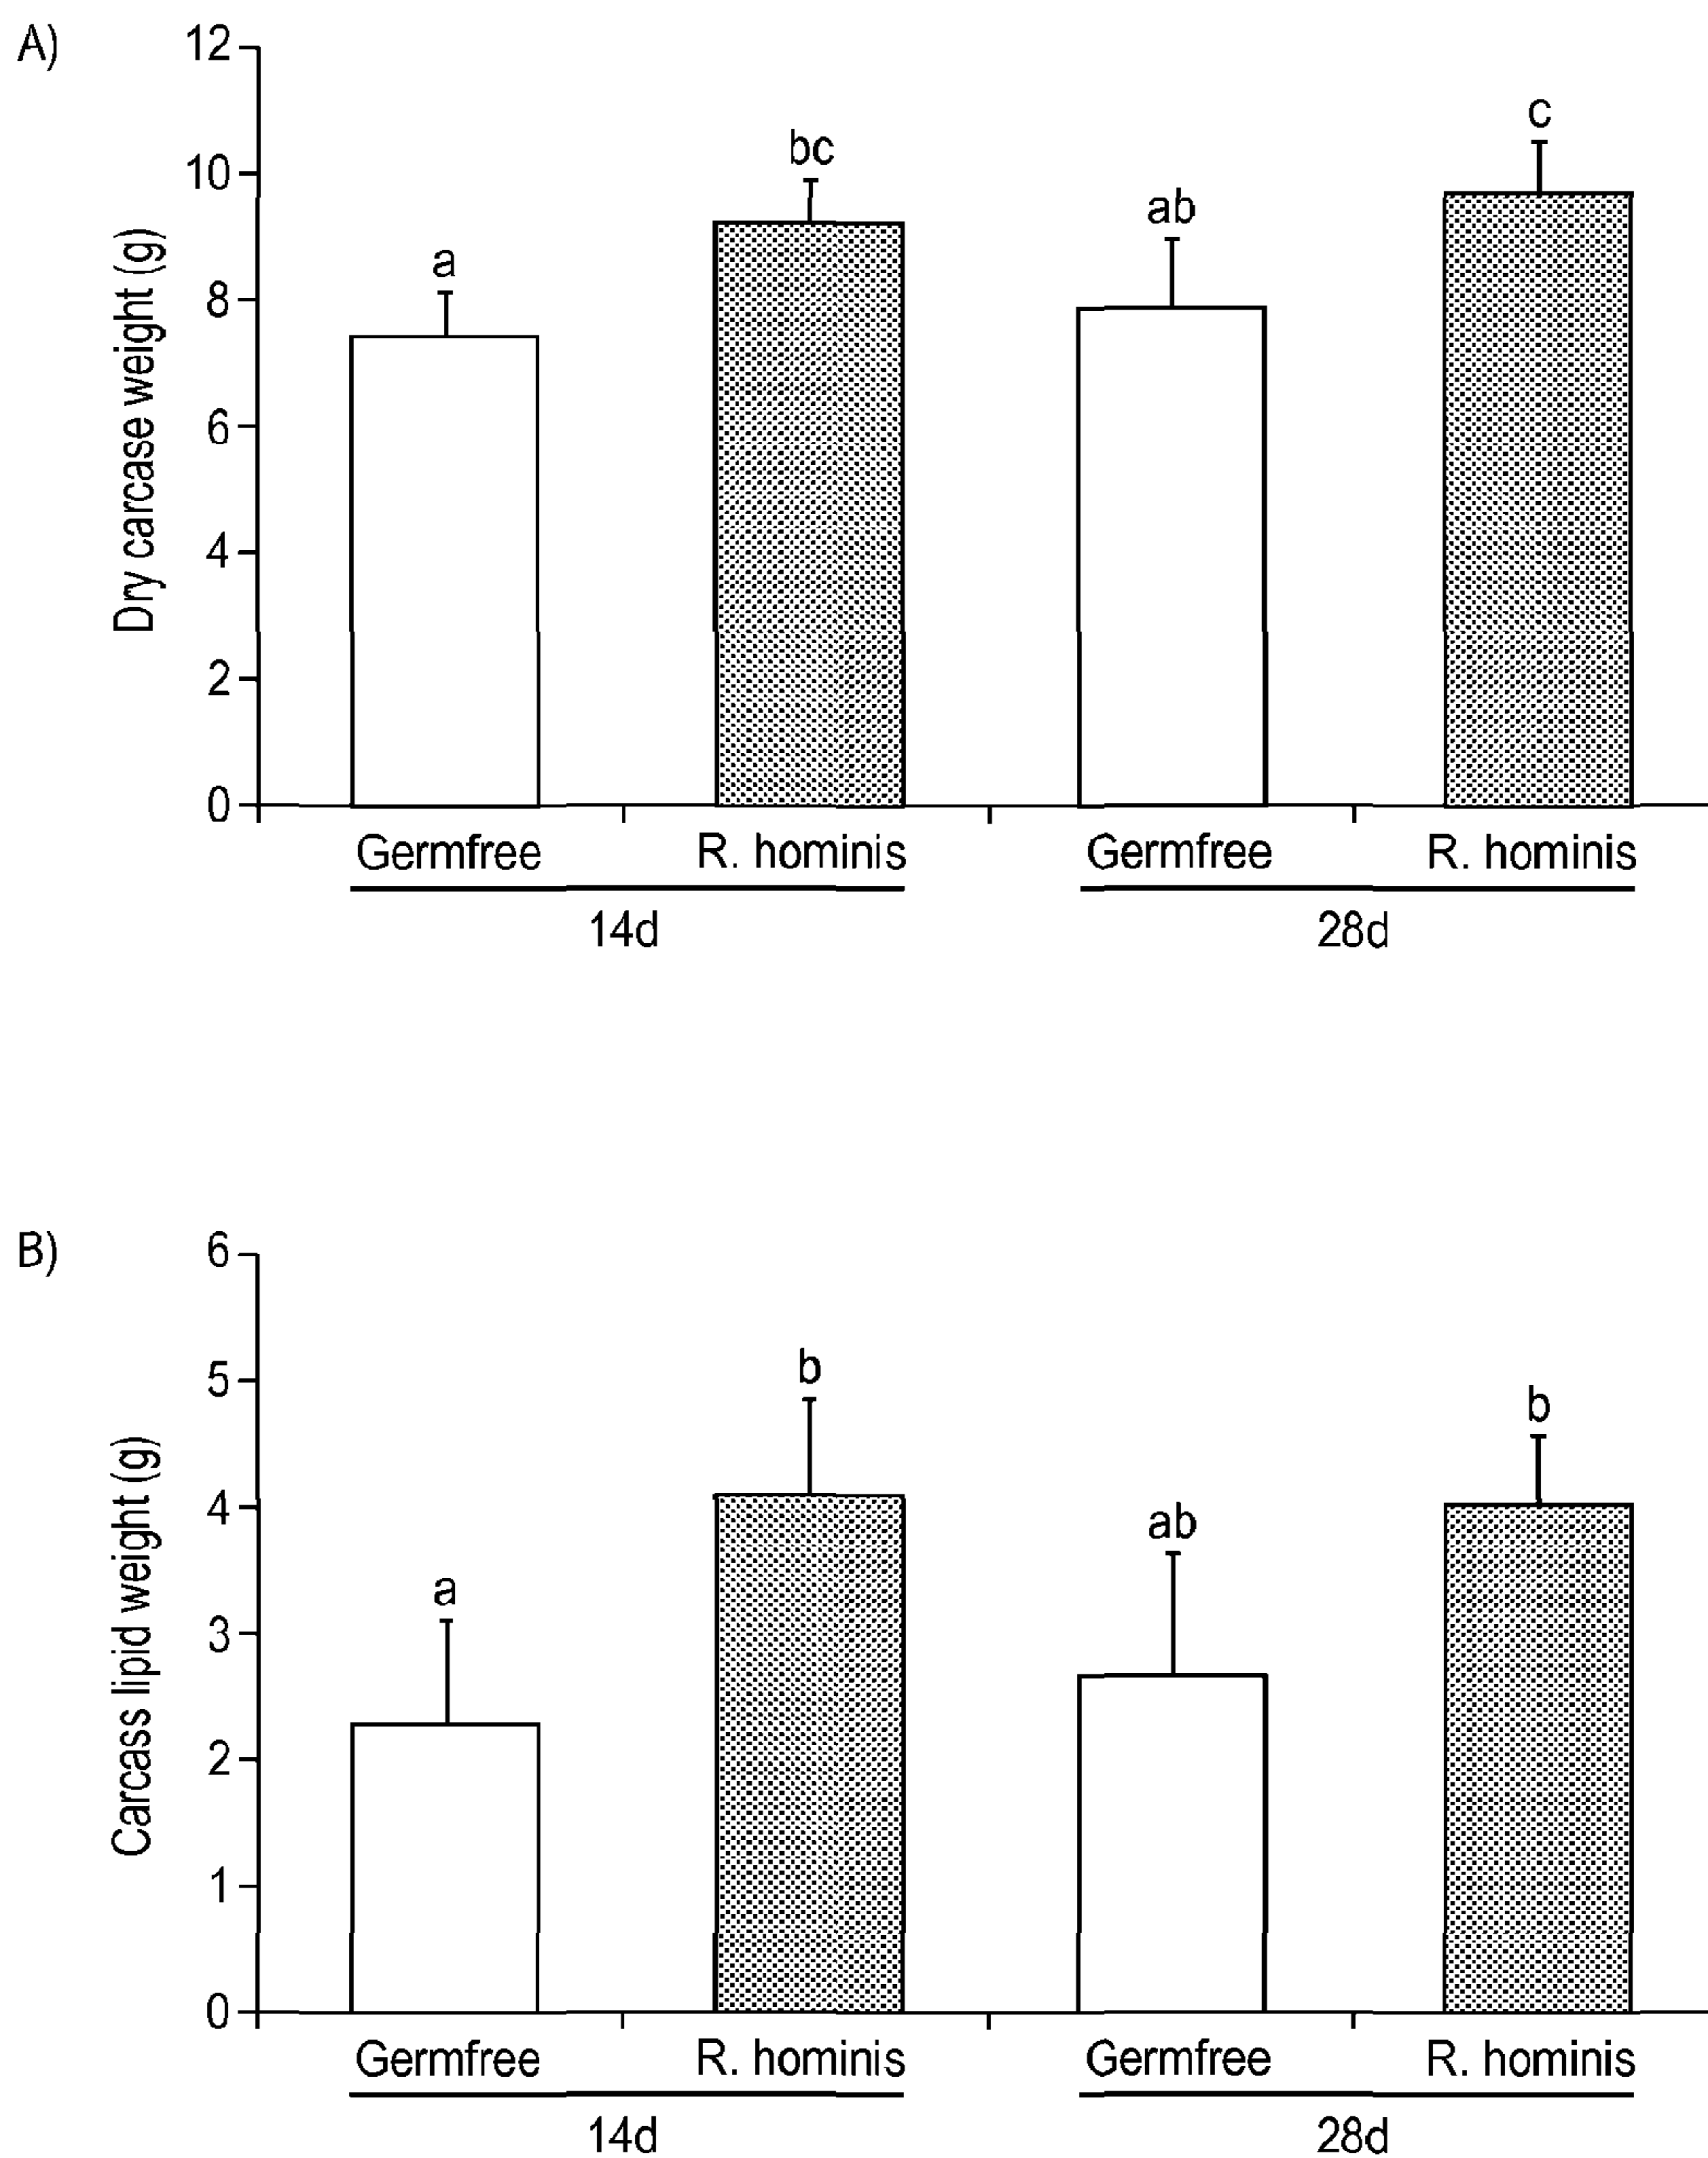 A)
12
10
8
6
4
2
0
Dry carcase weight (g)
a
bc
ab
c
Germfree R. hominis Germfree R. hominis
14d 28d
B)
6
5
4
3
2
1
0
Carcass lipid weight (g)
a
b
ab
b
Germfree R. hominis Germfree R. hominis
14d 28d